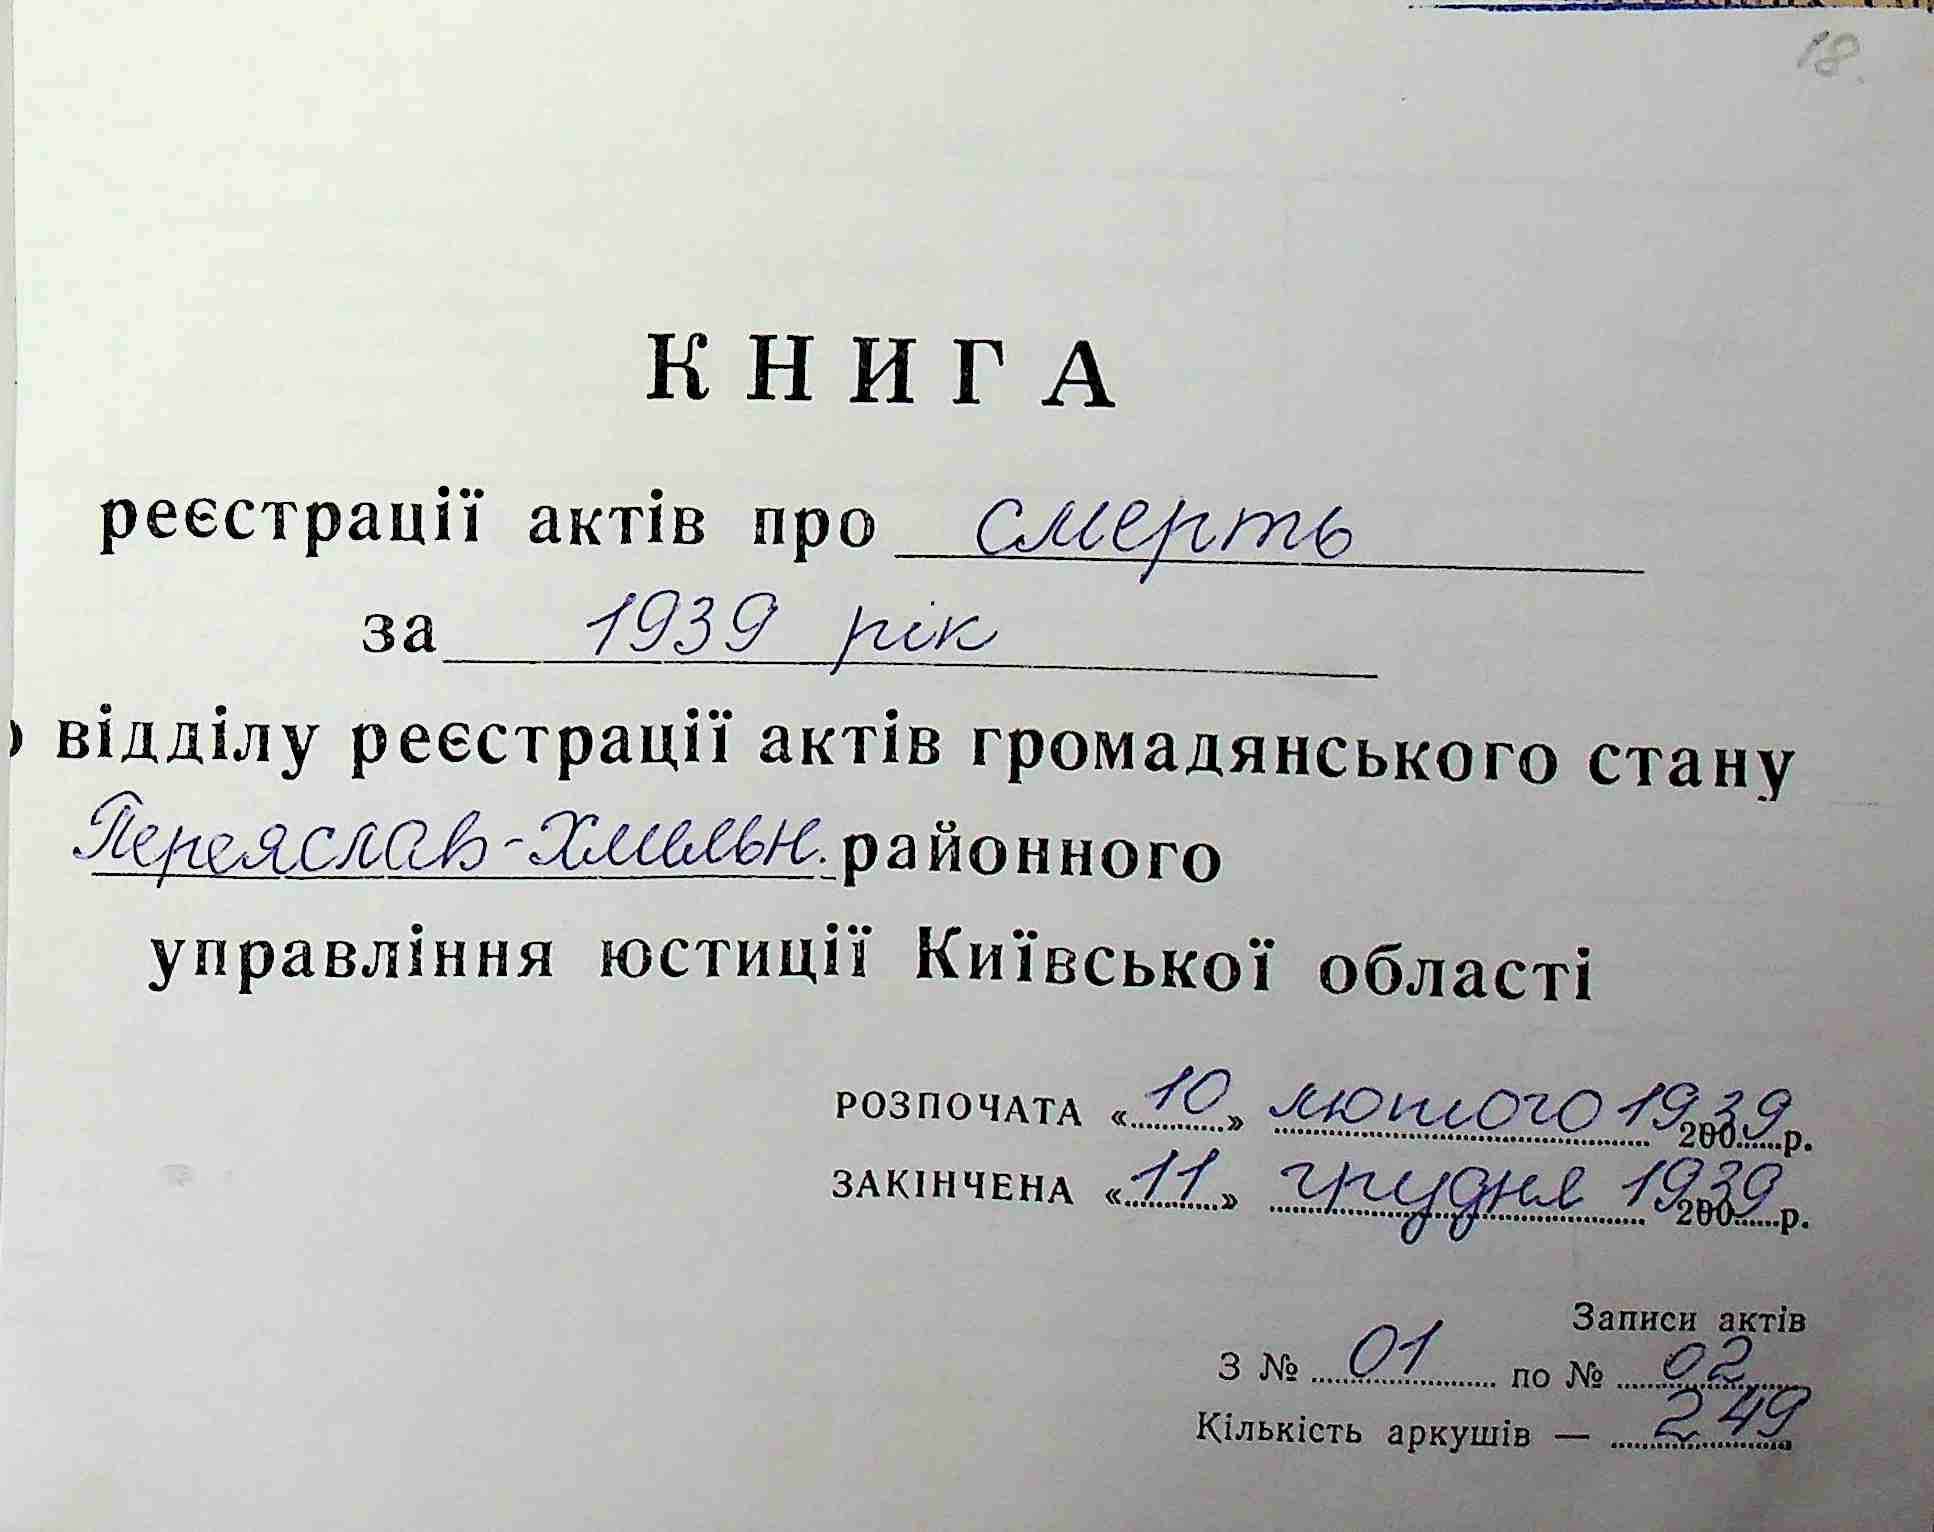 18.
КНИГА
реєстрації актів про смерть
за 1939 рік
відділу реєстрації актів громадянського стану
Переяслав-Хмельн. районного
управління юстиції Київської області
РОЗПОЧАТА «10» лютого 1939 200 р.
ЗАКІНЧЕНА «11» грудня 1939 200 р.
Записи актів
З № 01 по № 02
Кількість аркушів — 249